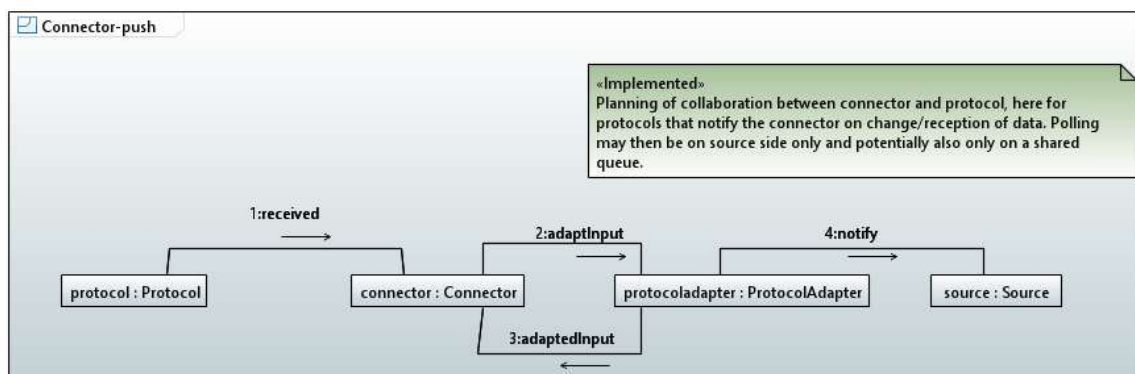 Connector-push
«Implemented»
Planning of collaboration between connector and protocol, here for
protocols that notify the connector on change/reception of data. Polling
may then be on source side only and potentially also only on a shared
queue.
1:received
2:adaptInput
4:notify
protocol : Protocol
connector : Connector
protocoladapter : ProtocolAdapter
source : Source
3:adaptedInput